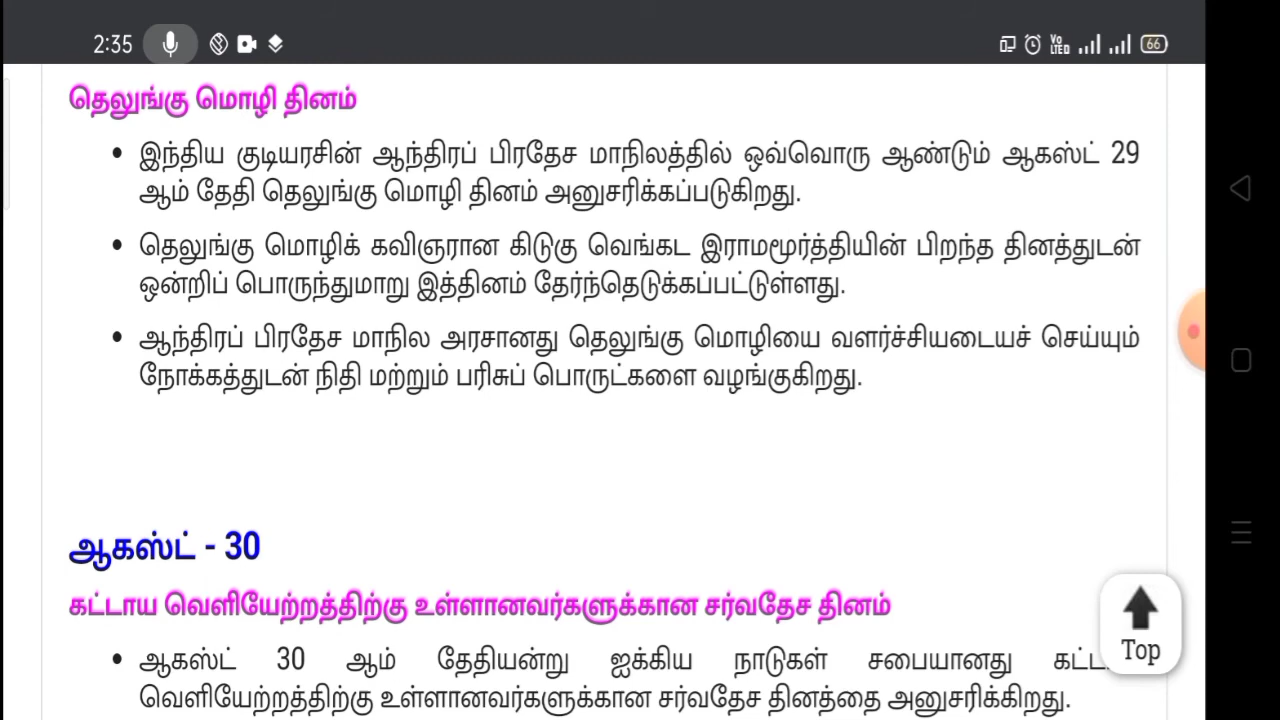 2:35
Vo
LTED
66
தெலுங்கு மொழி தினம்
• இந்திய குடியரசின் ஆந்திரப் பிரதேச மாநிலத்தில் ஒவ்வொரு ஆண்டும் ஆகஸ்ட் 29
ஆம் தேதி தெலுங்கு மொழி தினம் அனுசரிக்கப்படுகிறது.
• தெலுங்கு மொழிக் கவிஞரான கிடுகு வெங்கட இராமமூர்த்தியின் பிறந்த தினத்துடன்
ஒன்றிப் பொருந்துமாறு இத்தினம் தேர்ந்தெடுக்கப்பட்டுள்ளது.
• ஆந்திரப் பிரதேச மாநில அரசானது தெலுங்கு மொழியை வளர்ச்சியடையச் செய்யும்
நோக்கத்துடன் நிதி மற்றும் பரிசுப் பொருட்களை வழங்குகிறது.
ஆகஸ்ட் - 30
கட்டாய வெளியேற்றத்திற்கு உள்ளானவர்களுக்கான சர்வதேச தினம்
• ஆகஸ்ட் 30 ஆம் தேதியன்று ஐக்கிய நாடுகள் சபையானது
வெளியேற்றத்திற்கு உள்ளானவர்களுக்கான சர்வதேச தினத்தை அனுசரிக்கிறது.
Top